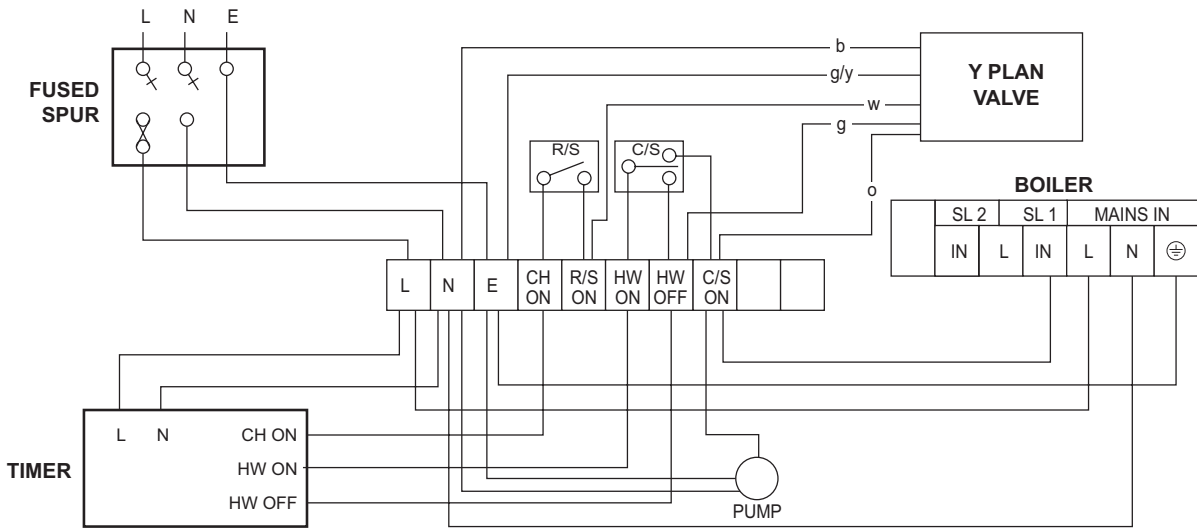 L N E
FUSED
SPUR
b
g/y
w
g
o
Y PLAN
VALVE
R/S
C/S
BOILER
SL 2 SL 1 MAINS IN
IN L IN L N
L N E CH ON R/S ON HW ON HW OFF C/S ON
TIMER
L N CH ON
HW ON
HW OFF
PUMP